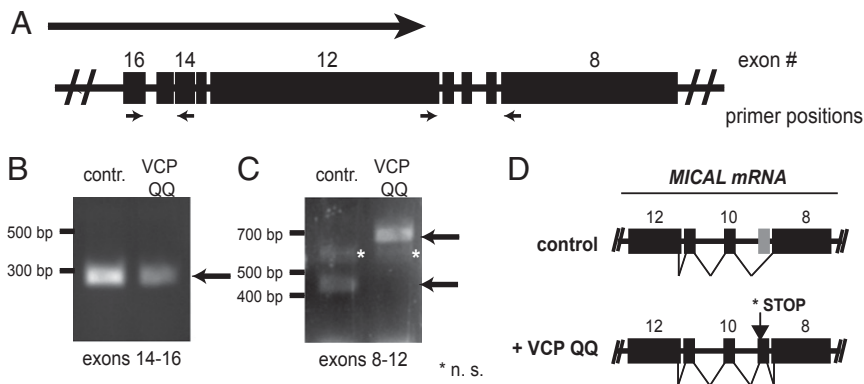 A
16 14 12 8 exon #
primer positions
B
contr. VCP QQ
500 bp
300 bp
exons 14-16
C
contr. VCP QQ
700 bp
500 bp
400 bp
* *
exons 8-12
* n. s.
D
MICAL mRNA
12 10 8
control
* STOP
12 10 8
+ VCP QQ